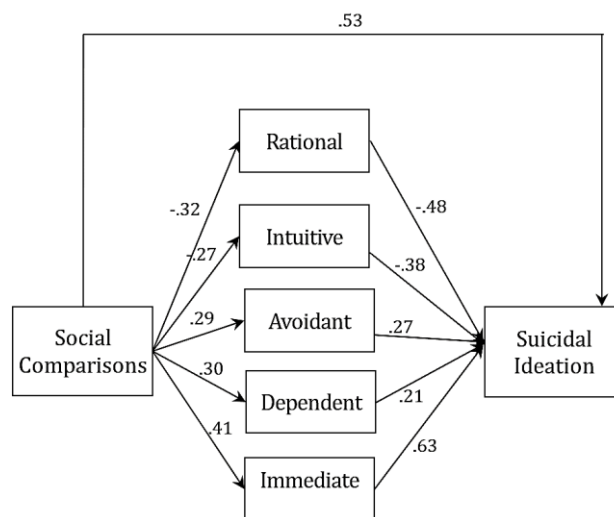 .53
Rational
-.32
-.48
Intuitive
-.27
-.38
Avoidant
.29
.27
Social
Comparisons
Suicidal
Ideation
.30
Dependent
.21
.41
.63
Immediate